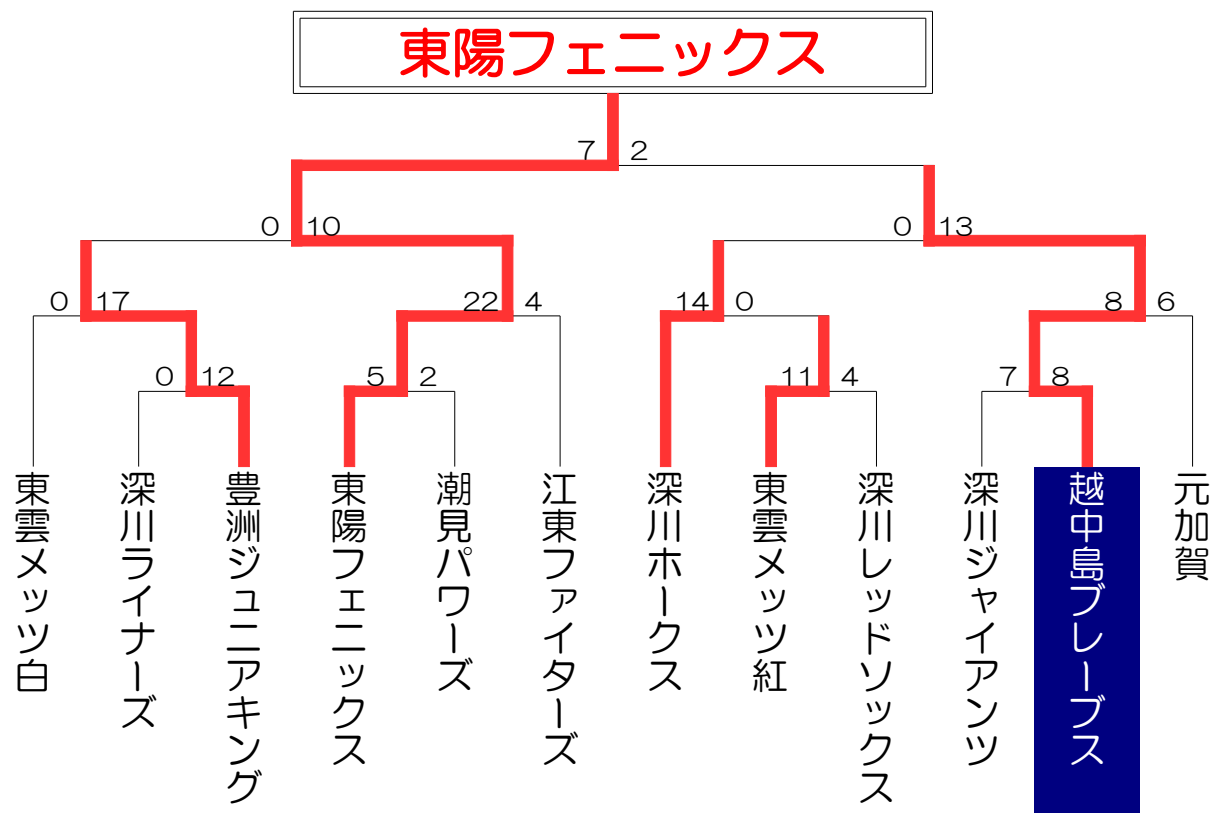 東陽フェニックス
7 2
0 10 0 13
0 17 22 4 14 0 8 6
0 12 5 2 11 4 7 8
東雲メッツ白
深川ライナーズ
豊洲ジュニアキング
東陽フェニックス
潮見パワーズ
江東ファイターズ
深川ホークス
東雲メッツ紅
深川レッドソックス
深川ジャイアンツ
越中島ブレーブス
元加賀